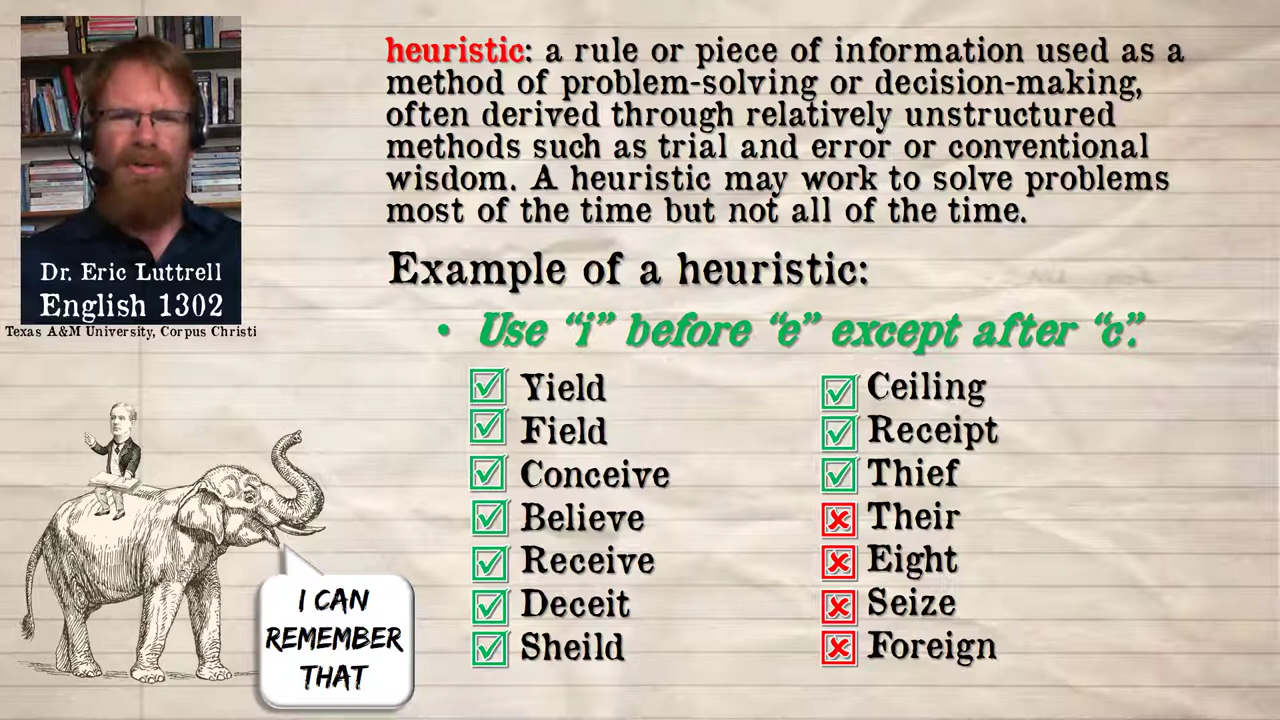 Dr. Eric Luttrell
English 1302
Texas A&M University, Corpus Christi
heuristic: a rule or piece of information used as a
method of problem-solving or decision-making,
often derived through relatively unstructured
methods such as trial and error or conventional
wisdom. A heuristic may work to solve problems
most of the time but not all of the time.
Example of a heuristic:
• Use “i” before “e” except after “c”.
Yield
Field
Conceive
Believe
Receive
Deceit
Sheild
Ceiling
Receipt
Thief
Their
Eight
Seize
Foreign
I CAN
REMEMBER
THAT